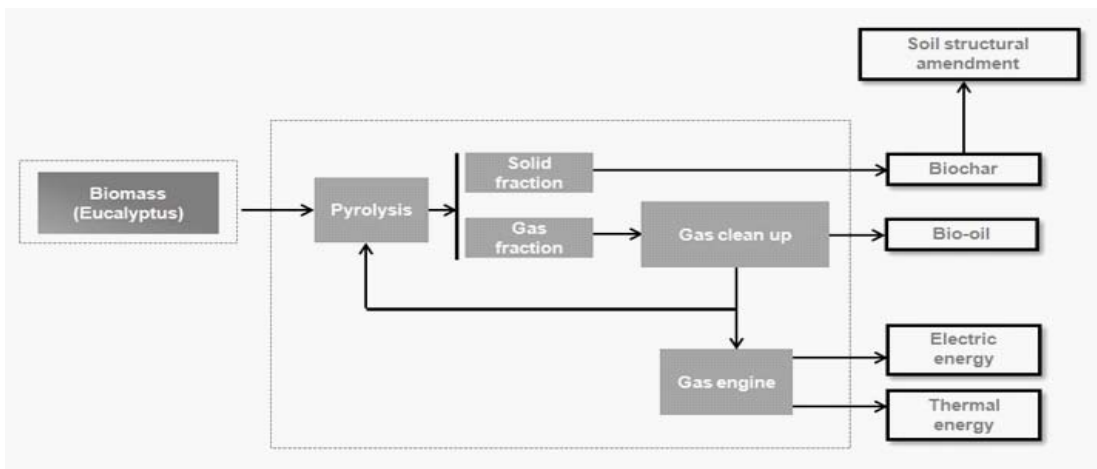 Soil structural
amendment
Biomass
(Eucalyptus)
Pyrolysis
Solid
fraction
Gas
fraction
Gas clean up
Gas engine
Biochar
Bio-oil
Electric
energy
Thermal
energy